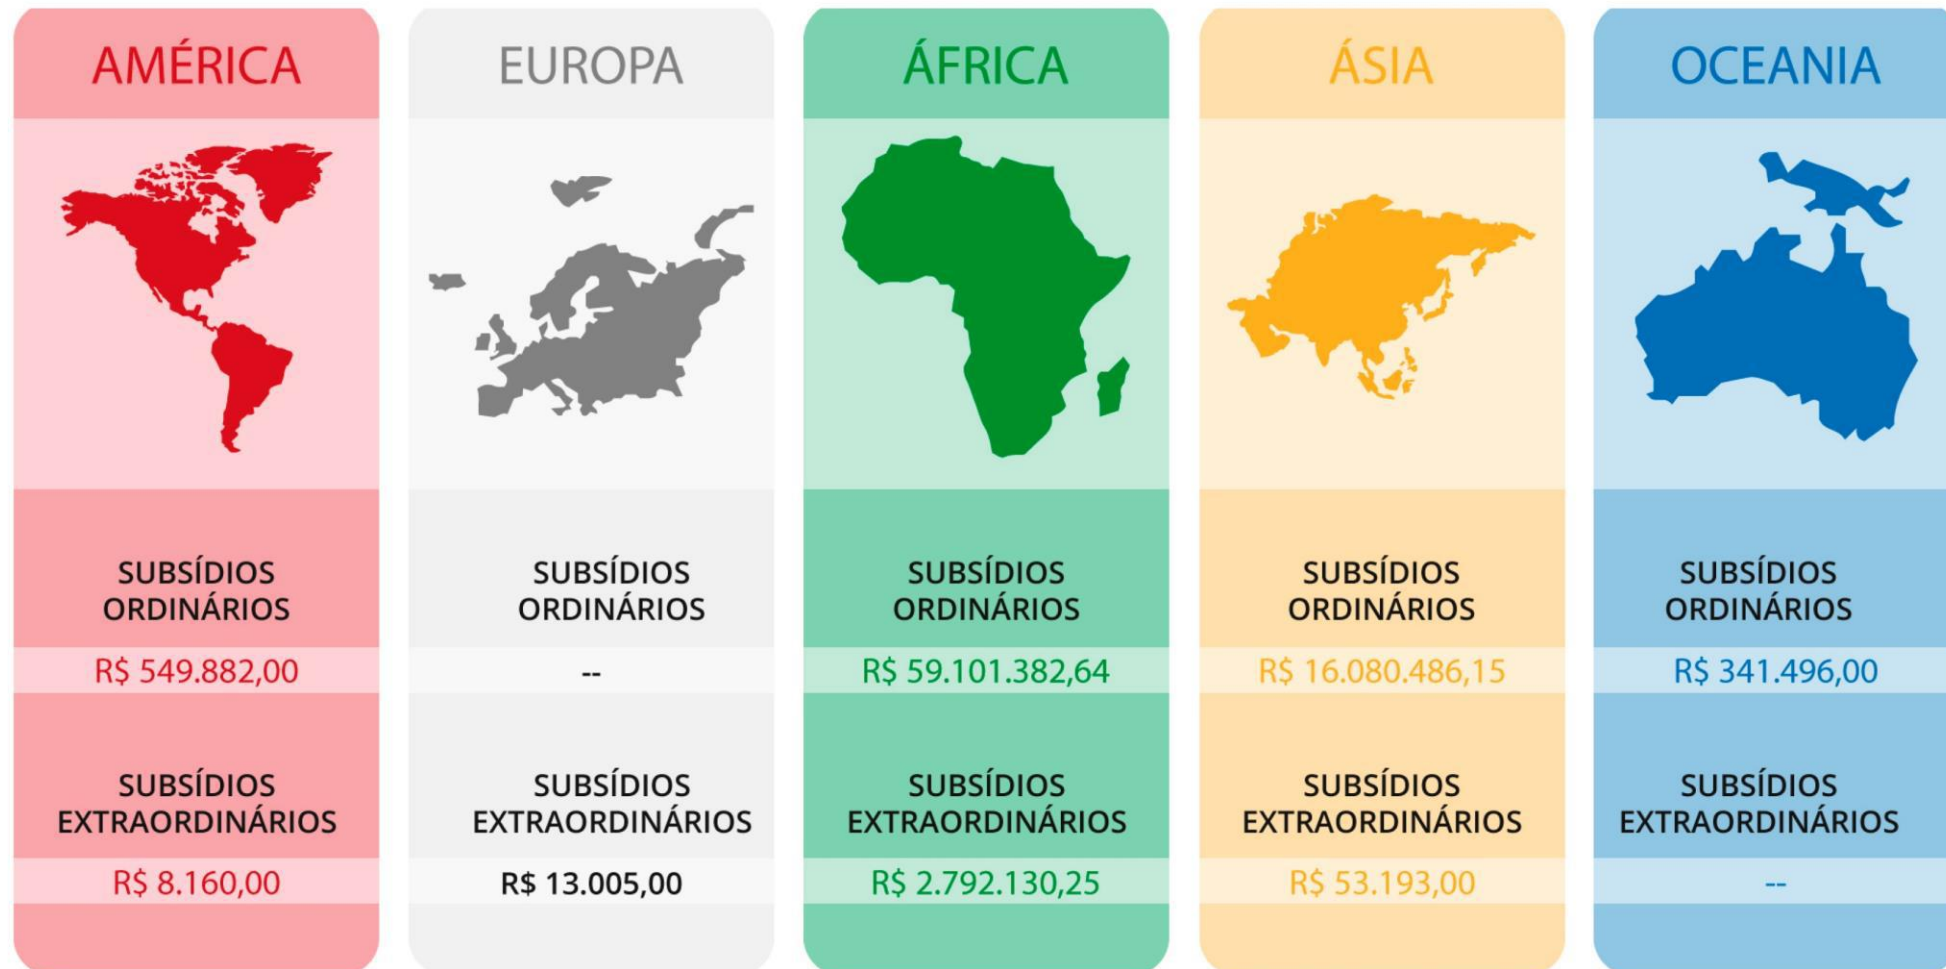 AMÉRICA
SUBSÍDIOS
ORDINÁRIOS
R$ 549.882,00
SUBSÍDIOS
EXTRAORDINÁRIOS
R$ 8.160,00
EUROPA
SUBSÍDIOS
ORDINÁRIOS
--
SUBSÍDIOS
EXTRAORDINÁRIOS
R$ 13.005,00
ÁFRICA
SUBSÍDIOS
ORDINÁRIOS
R$ 59.101.382,64
SUBSÍDIOS
EXTRAORDINÁRIOS
R$ 2.792.130,25
ÁSIA
SUBSÍDIOS
ORDINÁRIOS
R$ 16.080.486,15
SUBSÍDIOS
EXTRAORDINÁRIOS
R$ 53.193,00
OCEANIA
SUBSÍDIOS
ORDINÁRIOS
R$ 341.496,00
SUBSÍDIOS
EXTRAORDINÁRIOS
--